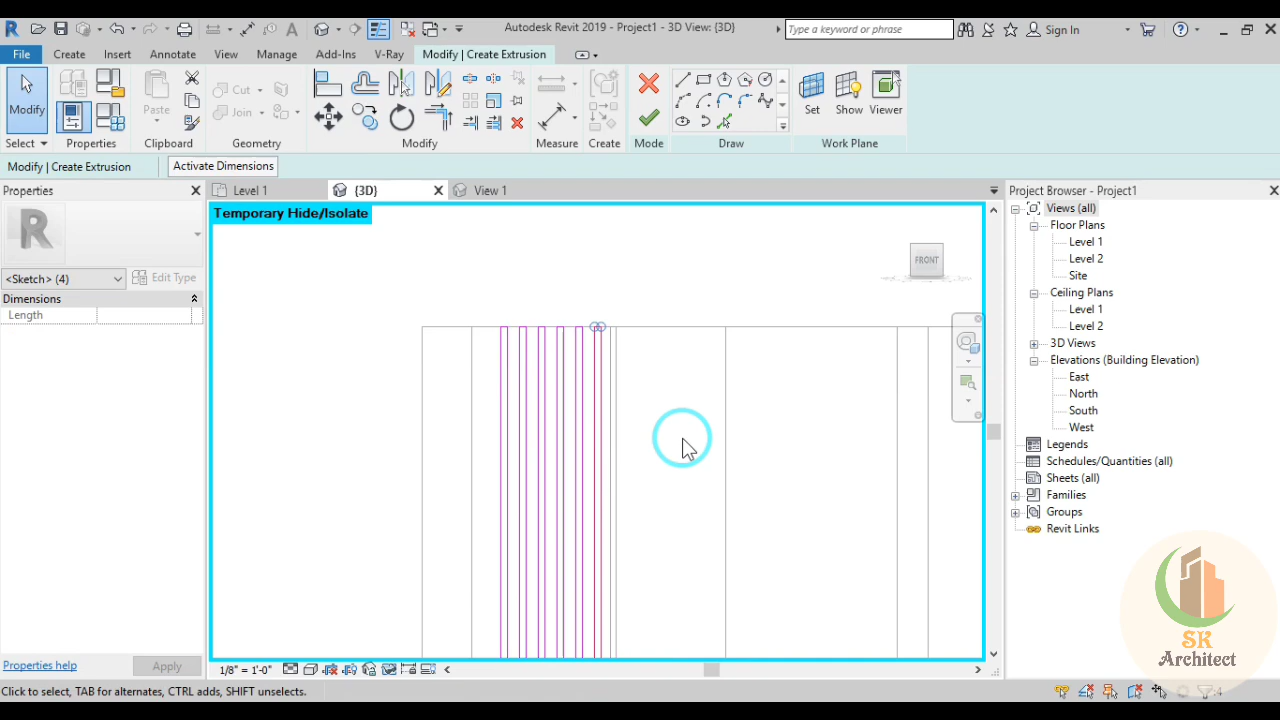 Autodesk Revit 2019 - Project1 - 3D View: {3D}
Type a keyword or phrase
Sign In
File Create Insert Annotate View Manage Add-Ins V-Ray Modify | Create Extrusion
Modify Paste Cut Join Set Show Viewer
Select Properties Clipboard Geometry Modify Measure Create Mode Draw Work Plane
Modify | Create Extrusion Activate Dimensions
Properties
Level 1 {3D} View 1
Project Browser - Project1
Temporary Hide/Isolate
R
<Sketch> (4) Edit Type
Dimensions
Length
FRONT
Views (all)
Floor Plans
Level 1
Level 2
Site
Ceiling Plans
Level 1
Level 2
3D Views
Elevations (Building Elevation)
East
North
South
West
Legends
Schedules/Quantities (all)
Sheets (all)
Families
Groups
Revit Links
SK
Architect
Properties help Apply
1/8" = 1'-0"
Click to select, TAB for alternates, CTRL adds, SHIFT unselects.
:4